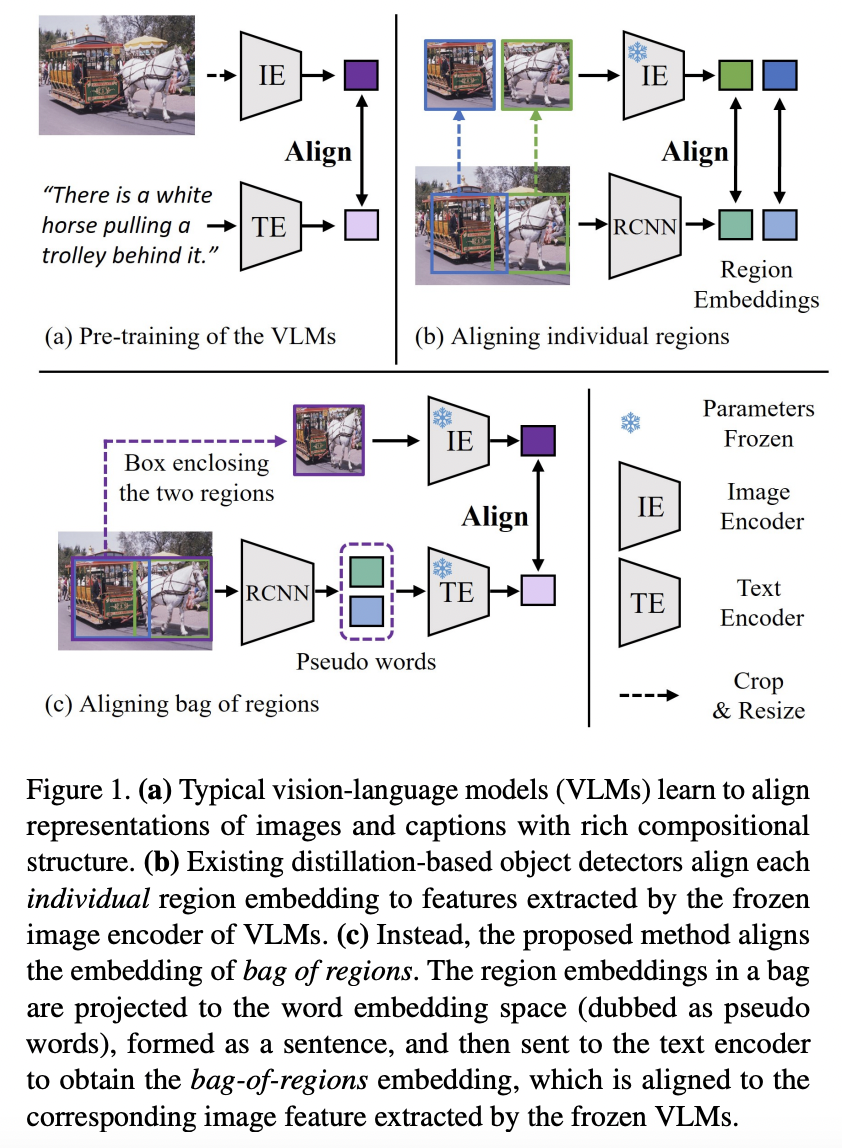 IE
Align
“There is a white
horse pulling a
trolley behind it.”
TE
(a) Pre-training of the VLMs
IE
Align
RCNN
Region
Embeddings
(b) Aligning individual regions
Box enclosing
the two regions
IE
Align
RCNN
TE
Pseudo words
(c) Aligning bag of regions
Parameters
Frozen
IE
Image
Encoder
TE
Text
Encoder
Crop
& Resize
Figure 1. (a) Typical vision-language models (VLMs) learn to align
representations of images and captions with rich compositional
structure. (b) Existing distillation-based object detectors align each
individual region embedding to features extracted by the frozen
image encoder of VLMs. (c) Instead, the proposed method aligns
the embedding of bag of regions. The region embeddings in a bag
are projected to the word embedding space (dubbed as pseudo
words), formed as a sentence, and then sent to the text encoder
to obtain the bag-of-regions embedding, which is aligned to the
corresponding image feature extracted by the frozen VLMs.